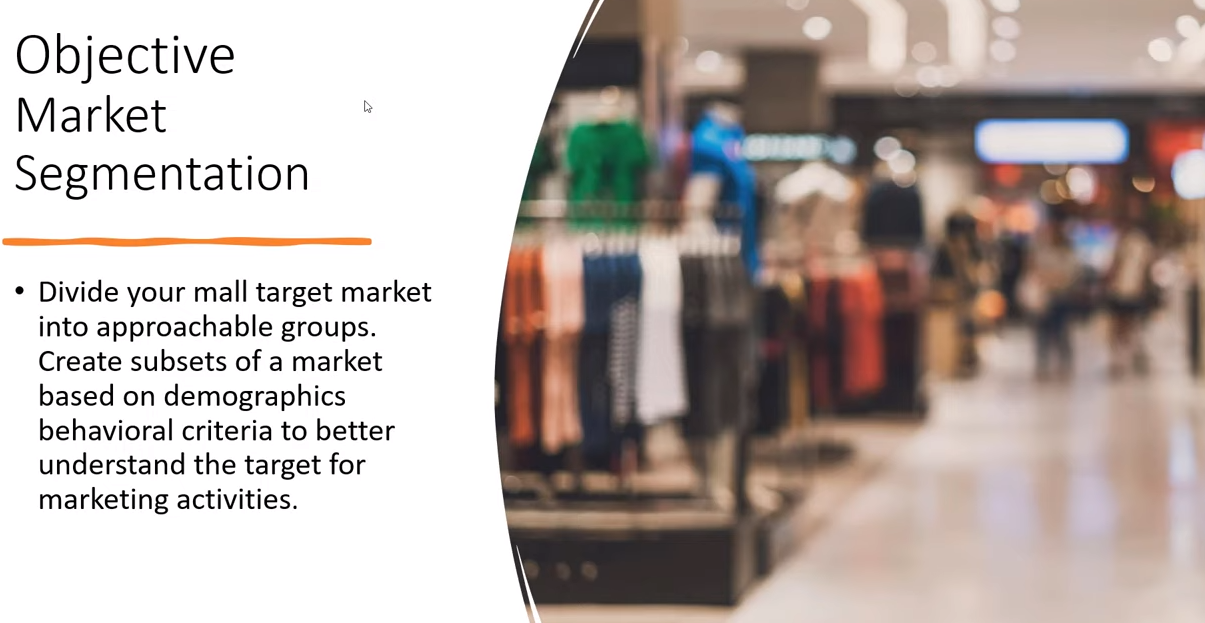 Objective
Market
Segmentation
• Divide your mall target market
into approachable groups.
Create subsets of a market
based on demographics
behavioral criteria to better
understand the target for
marketing activities.